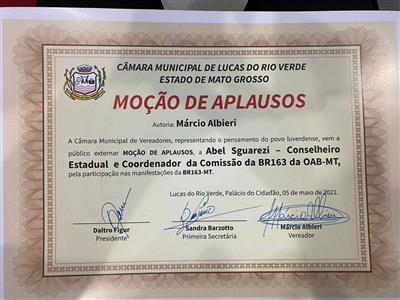 CÂMARA MUNICIPAL DE LUCAS DO RIO VERDE
ESTADO DE MATO GROSSO
MOÇÃO DE APLAUSOS
Autoria: Márcio Albieri
A Câmara Municipal de Vereadores, representando o pensamento do povo luverdense, vem a
público externar MOÇÃO DE APLAUSOS, a Abel Sguarezi – Conselheiro
Estadual e Coordenador da Comissão da BR163 da OAB-MT,
pela participação nas manifestações da BR163-MT.
Lucas do Rio Verde, Palácio do Cidadão, 05 de maio de 2021.
Márcio Albieri
Daltro Figur Sandra Barzotto Márcio Albieri
Presidente Primeira Secretária Vereador